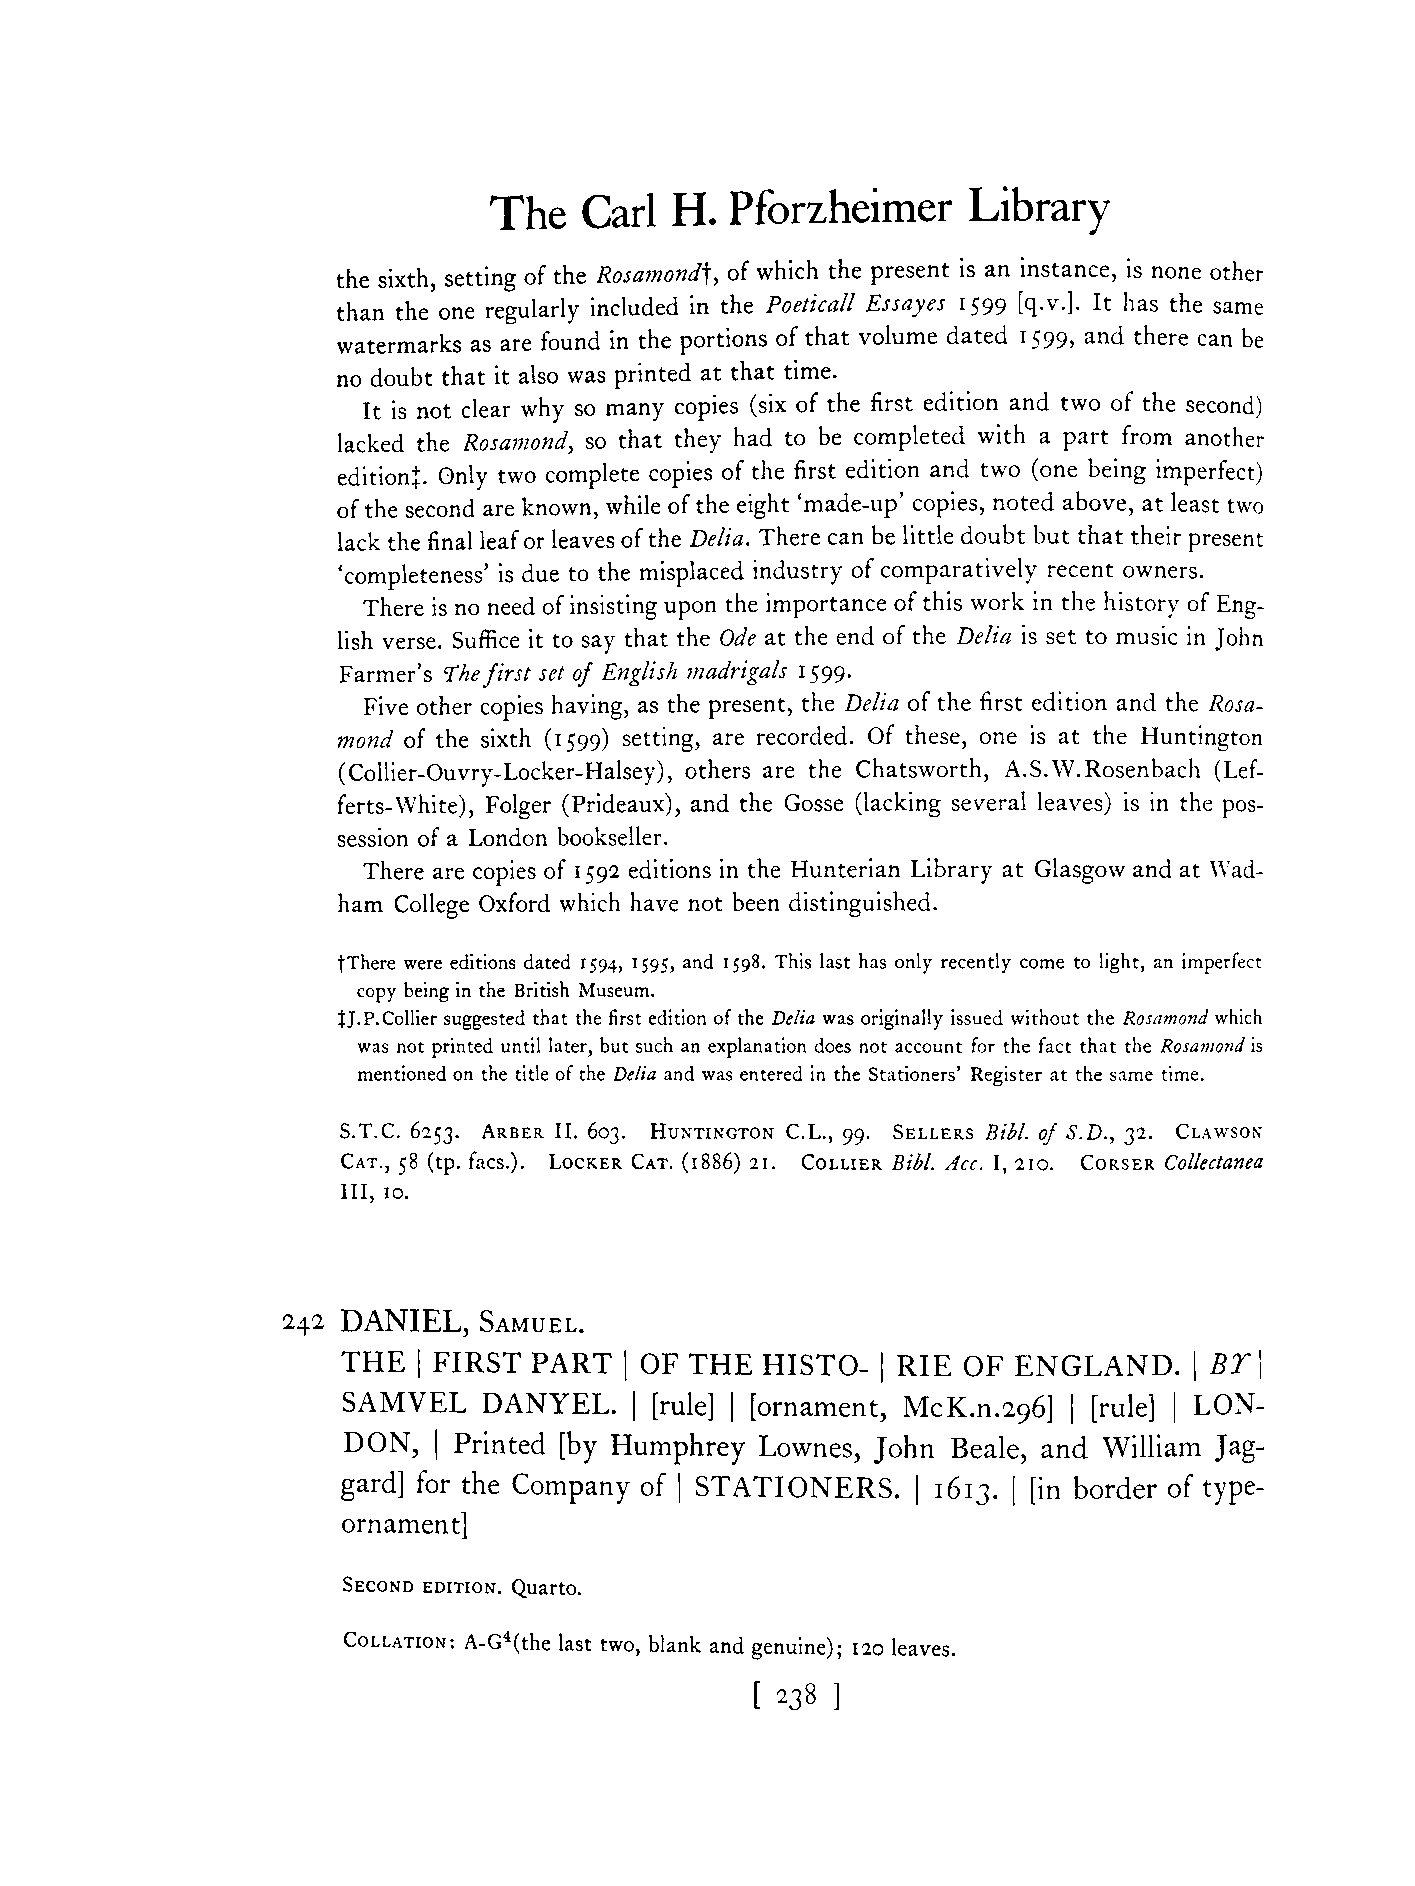 The Carl H. Pforzheimer Library
the sixth, setting of the Rosamond†, of which the present is an instance, is none other
than the one regularly included in the Poeticall Essayes 1599 [q.v.]. It has the same
watermarks as are found in the portions of that volume dated 1599, and there can be
no doubt that it also was printed at that time.
It is not clear why so many copies (six of the first edition and two of the second)
lacked the Rosamond, so that they had to be completed with a part from another
edition‡. Only two complete copies of the first edition and two (one being imperfect)
of the second are known, while of the eight ‘made-up’ copies, noted above, at least two
lack the final leaf or leaves of the Delia. There can be little doubt but that their present
‘completeness’ is due to the misplaced industry of comparatively recent owners.
There is no need of insisting upon the importance of this work in the history of Eng-
lish verse. Suffice it to say that the Ode at the end of the Delia is set to music in John
Farmer's The first set of English madrigals 1599.
Five other copies having, as the present, the Delia of the first edition and the Rosa-
mond of the sixth (1599) setting, are recorded. Of these, one is at the Huntington
(Collier-Ouvry-Locker-Halsey), others are the Chatsworth, A.S.W.Rosenbach (Lef-
ferts-White), Folger (Prideaux), and the Gosse (lacking several leaves) is in the pos-
session of a London bookseller.
There are copies of 1592 editions in the Hunterian Library at Glasgow and at Wad-
ham College Oxford which have not been distinguished.
†There were editions dated 1594, 1595, and 1598. This last has only recently come to light, an imperfect
copy being in the British Museum.
‡J.P.Collier suggested that the first edition of the Delia was originally issued without the Rosamond which
was not printed until later, but such an explanation does not account for the fact that the Rosamond is
mentioned on the title of the Delia and was entered in the Stationers' Register at the same time.
S.T.C. 6253. ARBER II. 603. HUNTINGTON C.L., 99. SELLERS Bibl. of S.D., 32. CLAWSON
CAT., 58 (tp. facs.). LOCKER CAT. (1886) 21. COLLIER Bibl. Acc. I, 210. CORSER Collectanea
III, 10.
242 DANIEL, SAMUEL.
THE | FIRST PART | OF THE HISTO- | RIE OF ENGLAND. | BY |
SAMVEL DANYEL. | [rule] | [ornament, McK.n.296] | [rule] | LON-
DON, | Printed [by Humphrey Lownes, John Beale, and William Jag-
gard] for the Company of | STATIONERS. | 1613. | [in border of type-
ornament]
SECOND EDITION. Quarto.
COLLATION: A-G⁴(the last two, blank and genuine); 120 leaves.
[ 238 ]